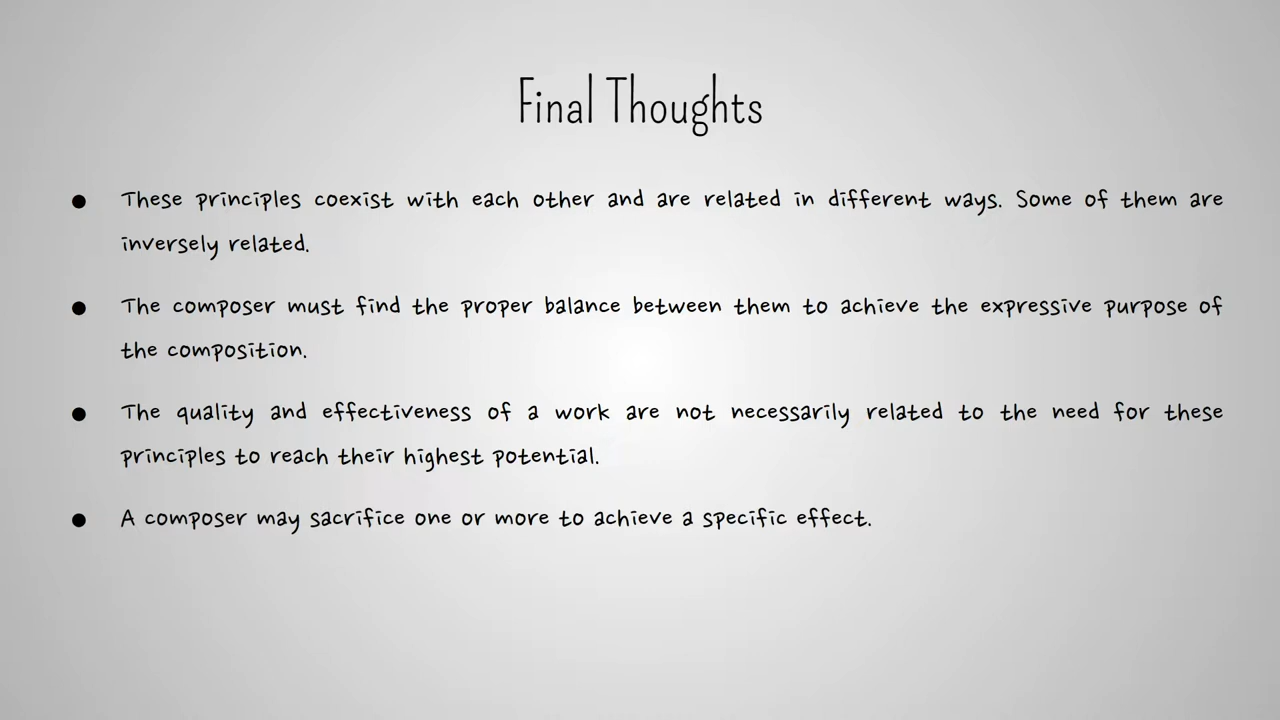 Final Thoughts
● These principles coexist with each other and are related in different ways. Some of them are
inversely related.
● The composer must find the proper balance between them to achieve the expressive purpose of
the composition.
● The quality and effectiveness of a work are not necessarily related to the need for these
principles to reach their highest potential.
● A composer may sacrifice one or more to achieve a specific effect.